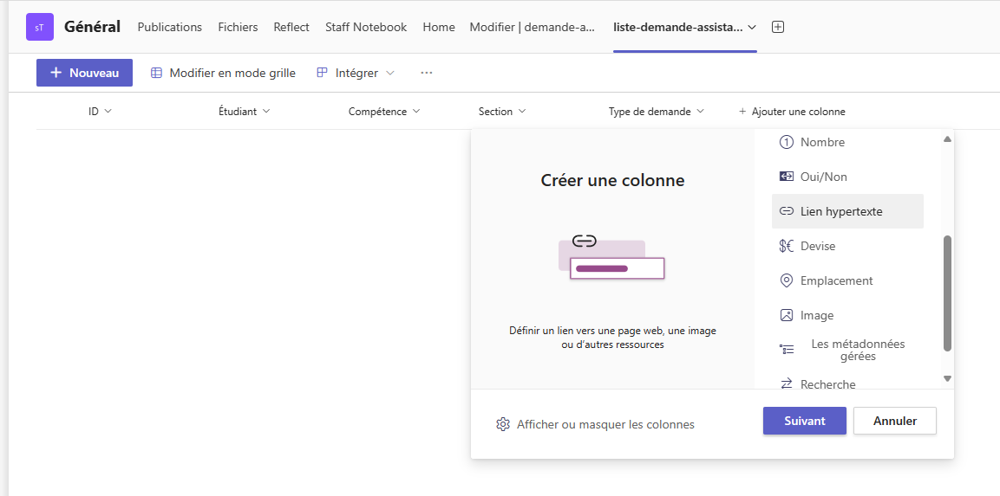 sT Général Publications Fichiers Reflect Staff Notebook Home Modifier | demande-a... liste-demande-assista...
+ Nouveau Modifier en mode grille Intégrer ...
ID Étudiant Compétence Section Type de demande + Ajouter une colonne
Créer une colonne
Définir un lien vers une page web, une image
ou d'autres ressources
Nombre
Oui/Non
Lien hypertexte
Devise
Emplacement
Image
Les métadonnées
gérées
Recherche
Afficher ou masquer les colonnes
Suivant Annuler